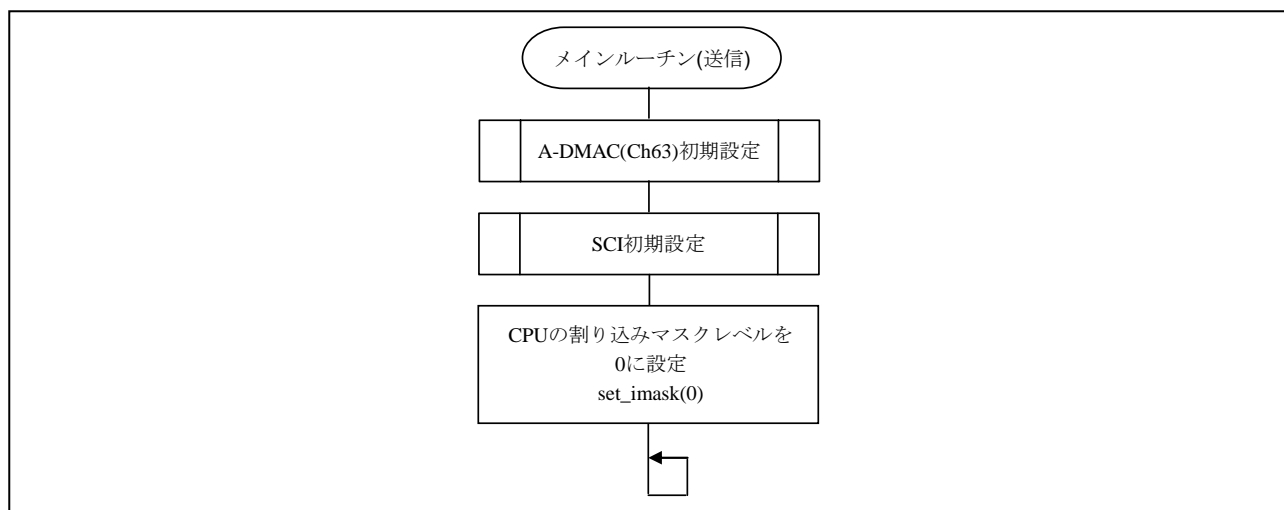 メインルーチン(送信)
A-DMAC(Ch63)初期設定
SCI初期設定
CPUの割り込みマスクレベルを
0に設定
set_imask(0)